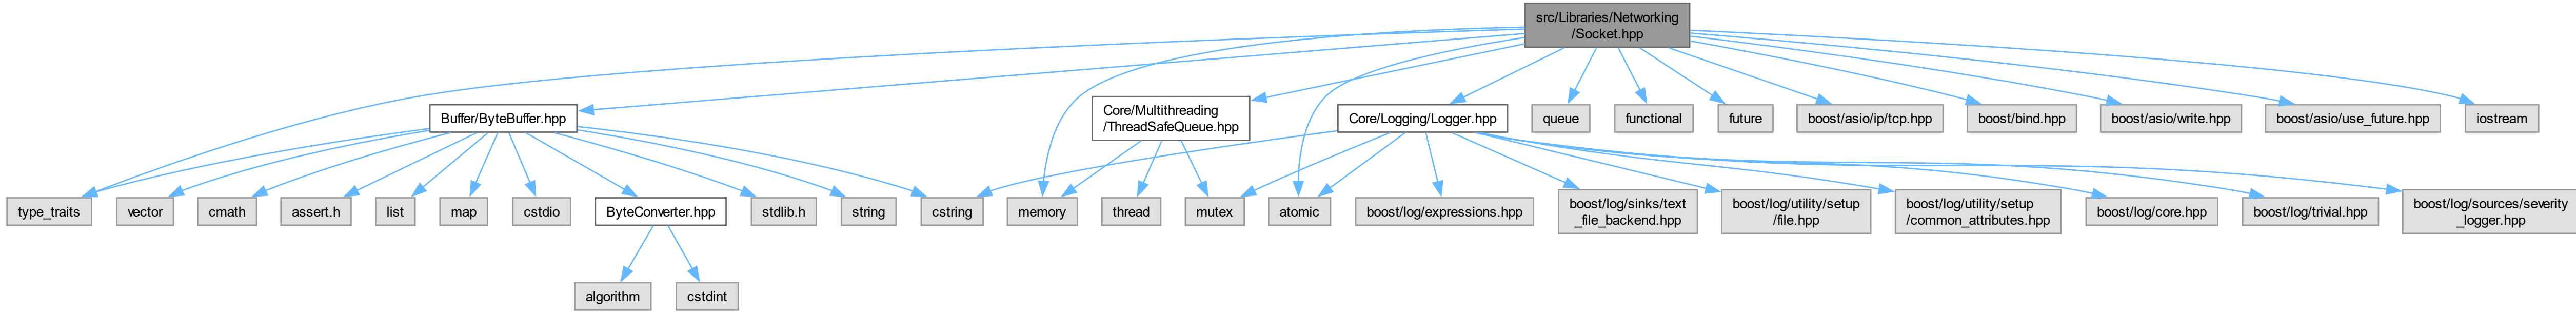 src/Libraries/Networking
/Socket.hpp
Buffer/ByteBuffer.hpp
Core/Multithreading
/ThreadSafeQueue.hpp
Core/Logging/Logger.hpp
queue
functional
future
boost/asio/ip/tcp.hpp
boost/bind.hpp
boost/asio/write.hpp
boost/asio/use_future.hpp
iostream
type_traits
vector
cmath
assert.h
list
map
cstdio
ByteConverter.hpp
stdlib.h
string
cstring
memory
thread
mutex
atomic
boost/log/expressions.hpp
boost/log/sinks/text
_file_backend.hpp
boost/log/utility/setup
/file.hpp
boost/log/utility/setup
/common_attributes.hpp
boost/log/core.hpp
boost/log/trivial.hpp
boost/log/sources/severity
_logger.hpp
algorithm
cstdint